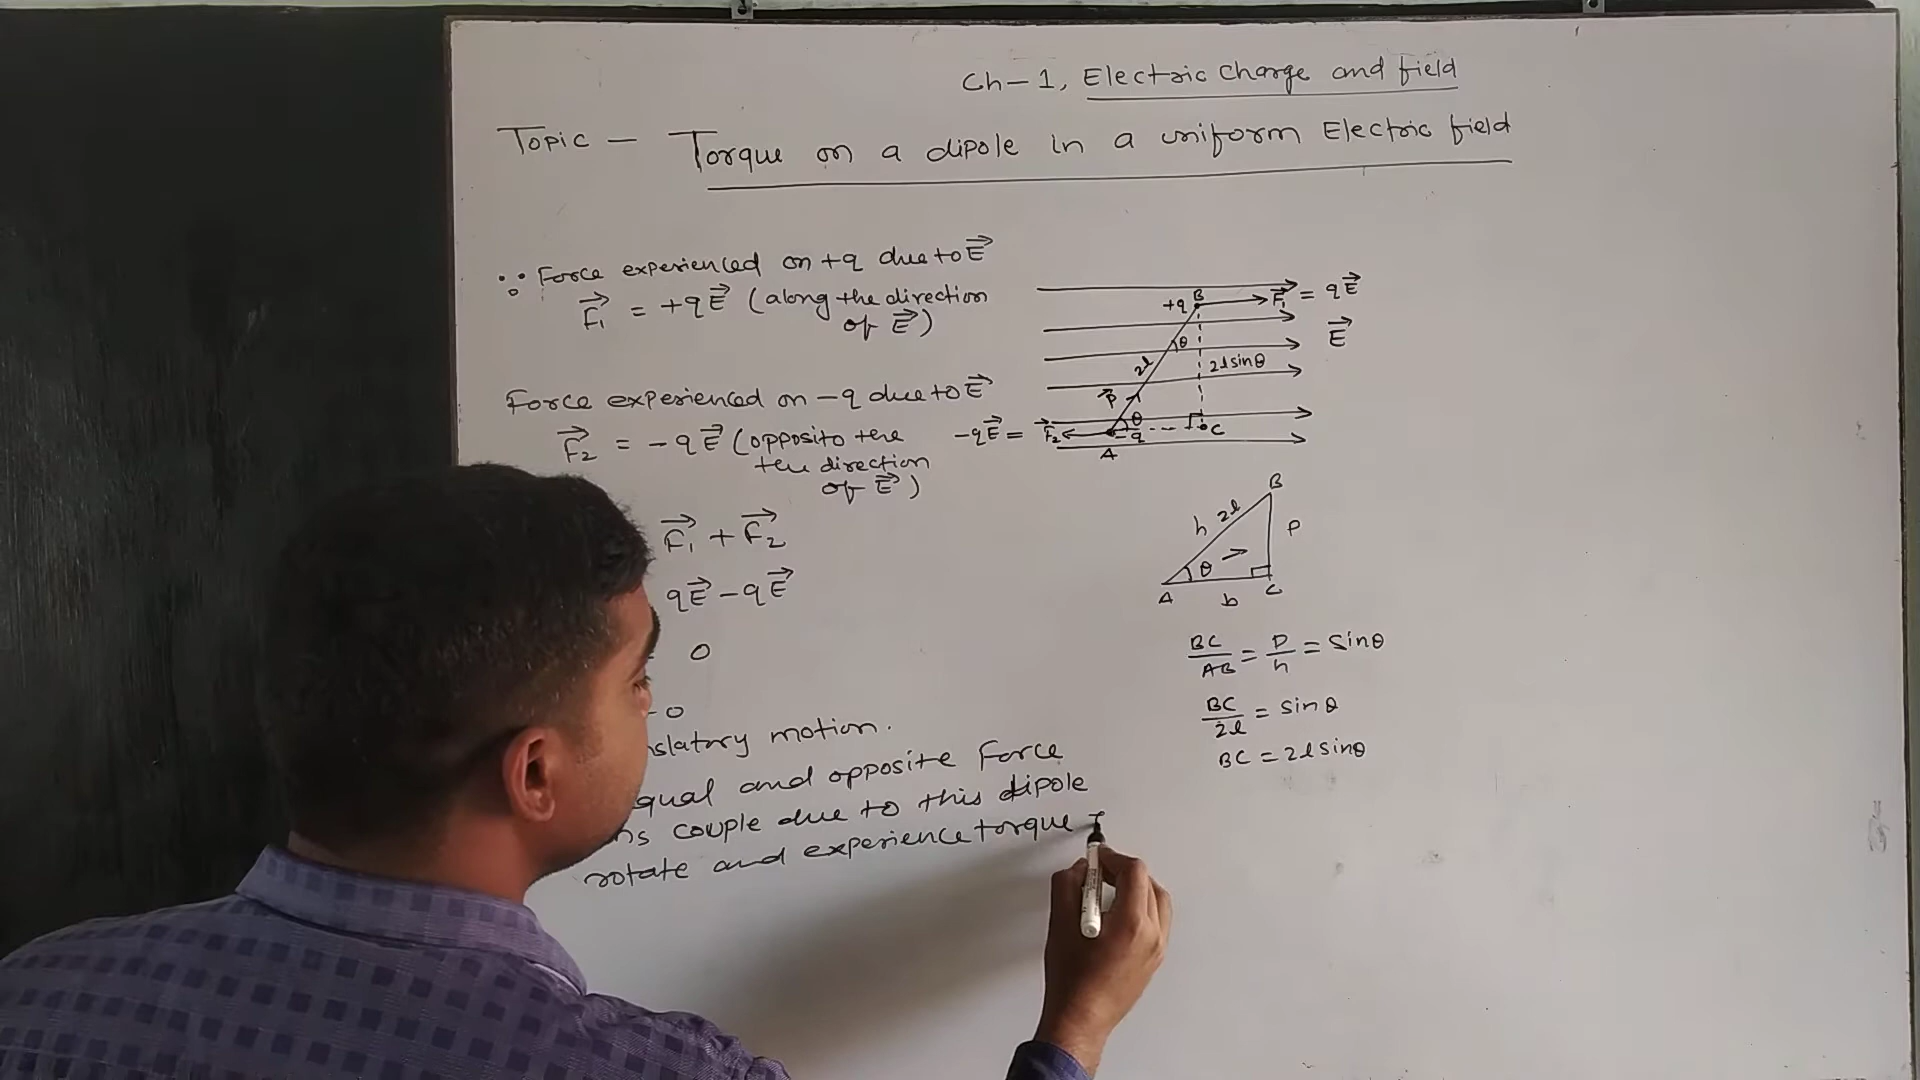 Ch-1, Electric Charge and field
Topic - Torque on a dipole in a uniform Electric field
∵ Force experienced on +q due to E⃗
F⃗₁ = +qE⃗ (along the direction
of E⃗)
Force experienced on -q due to E⃗
F⃗₂ = -qE⃗ (opposite the
the direction
of E⃗)
F⃗₁ + F⃗₂
qE⃗ - qE⃗
0
0
slatory motion.
qual and opposite Force
ns couple due to this dipole
rotate and experience torque
+q B F⃗₁ = qE⃗
E⃗
θ
2l
2l sinθ
P⃗
θ
-qE⃗ = F⃗₂
-q
C
A
B
h 2l
P
θ
A b C
BC/AB = P/h = sinθ
BC/2l = sinθ
BC = 2l sinθ